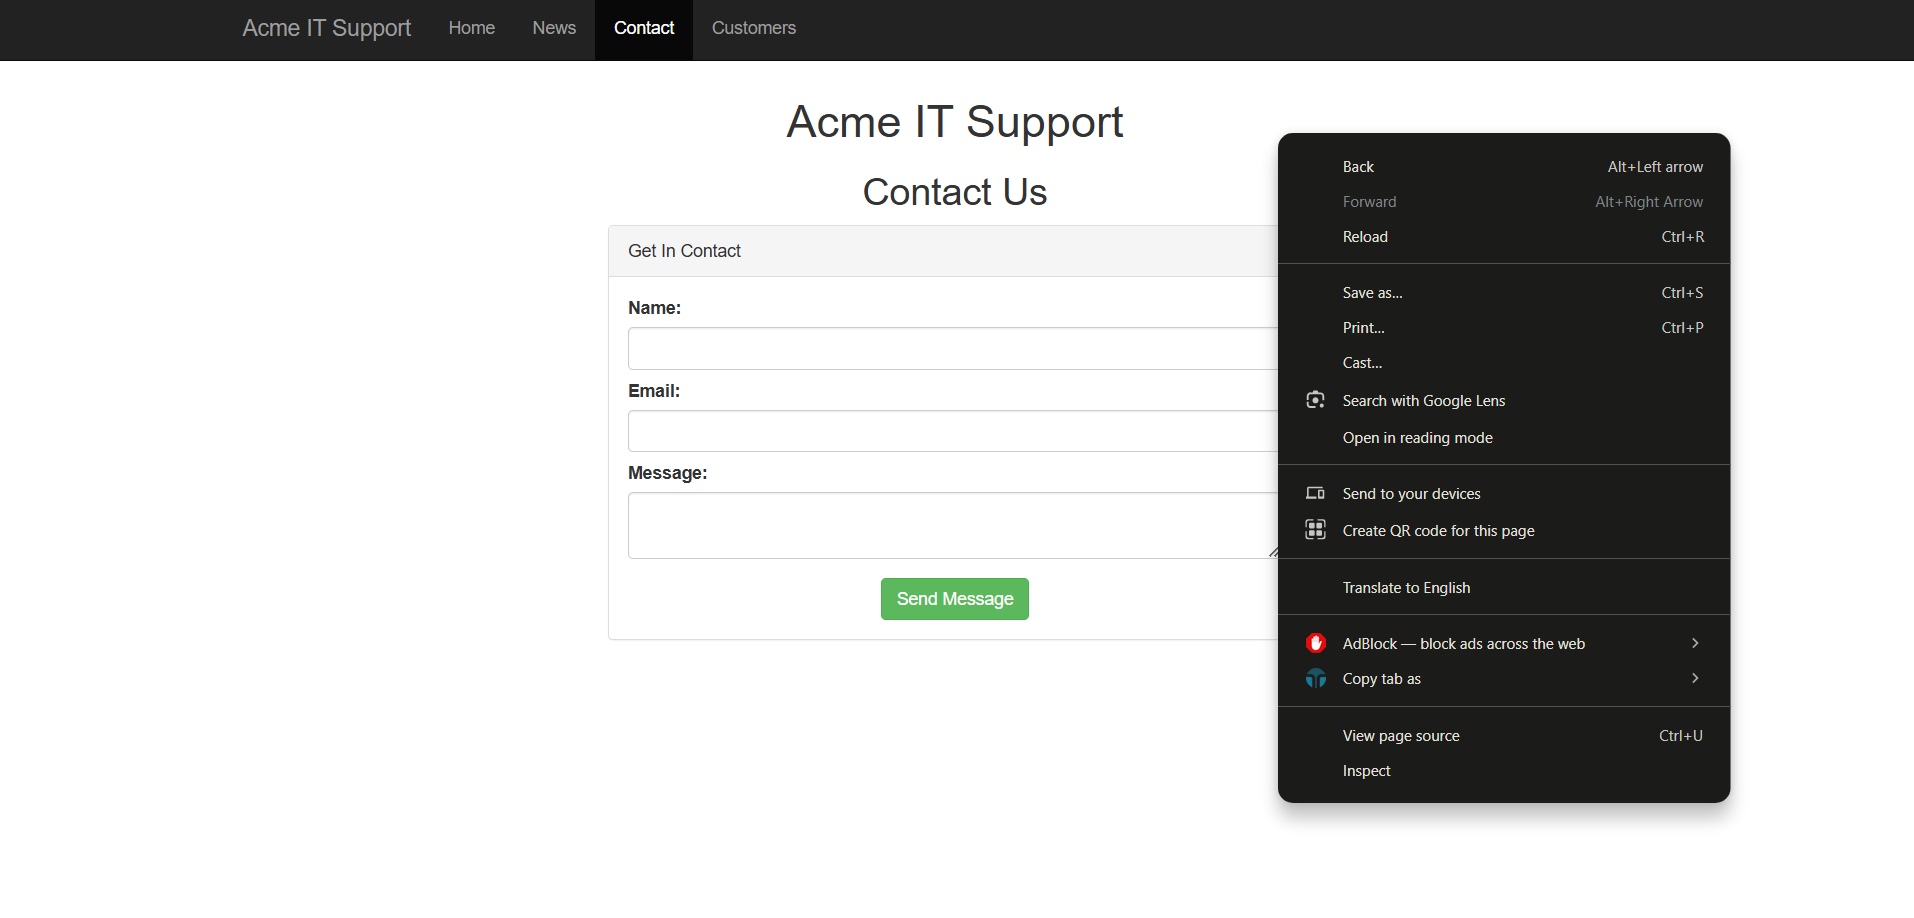 Acme IT Support Home News Contact Customers
Acme IT Support
Contact Us
Get In Contact
Name:
Email:
Message:
Send Message
Back Alt+Left arrow
Forward Alt+Right Arrow
Reload Ctrl+R
Save as... Ctrl+S
Print... Ctrl+P
Cast...
Search with Google Lens
Open in reading mode
Send to your devices
Create QR code for this page
Translate to English
AdBlock — block ads across the web
Copy tab as
View page source Ctrl+U
Inspect